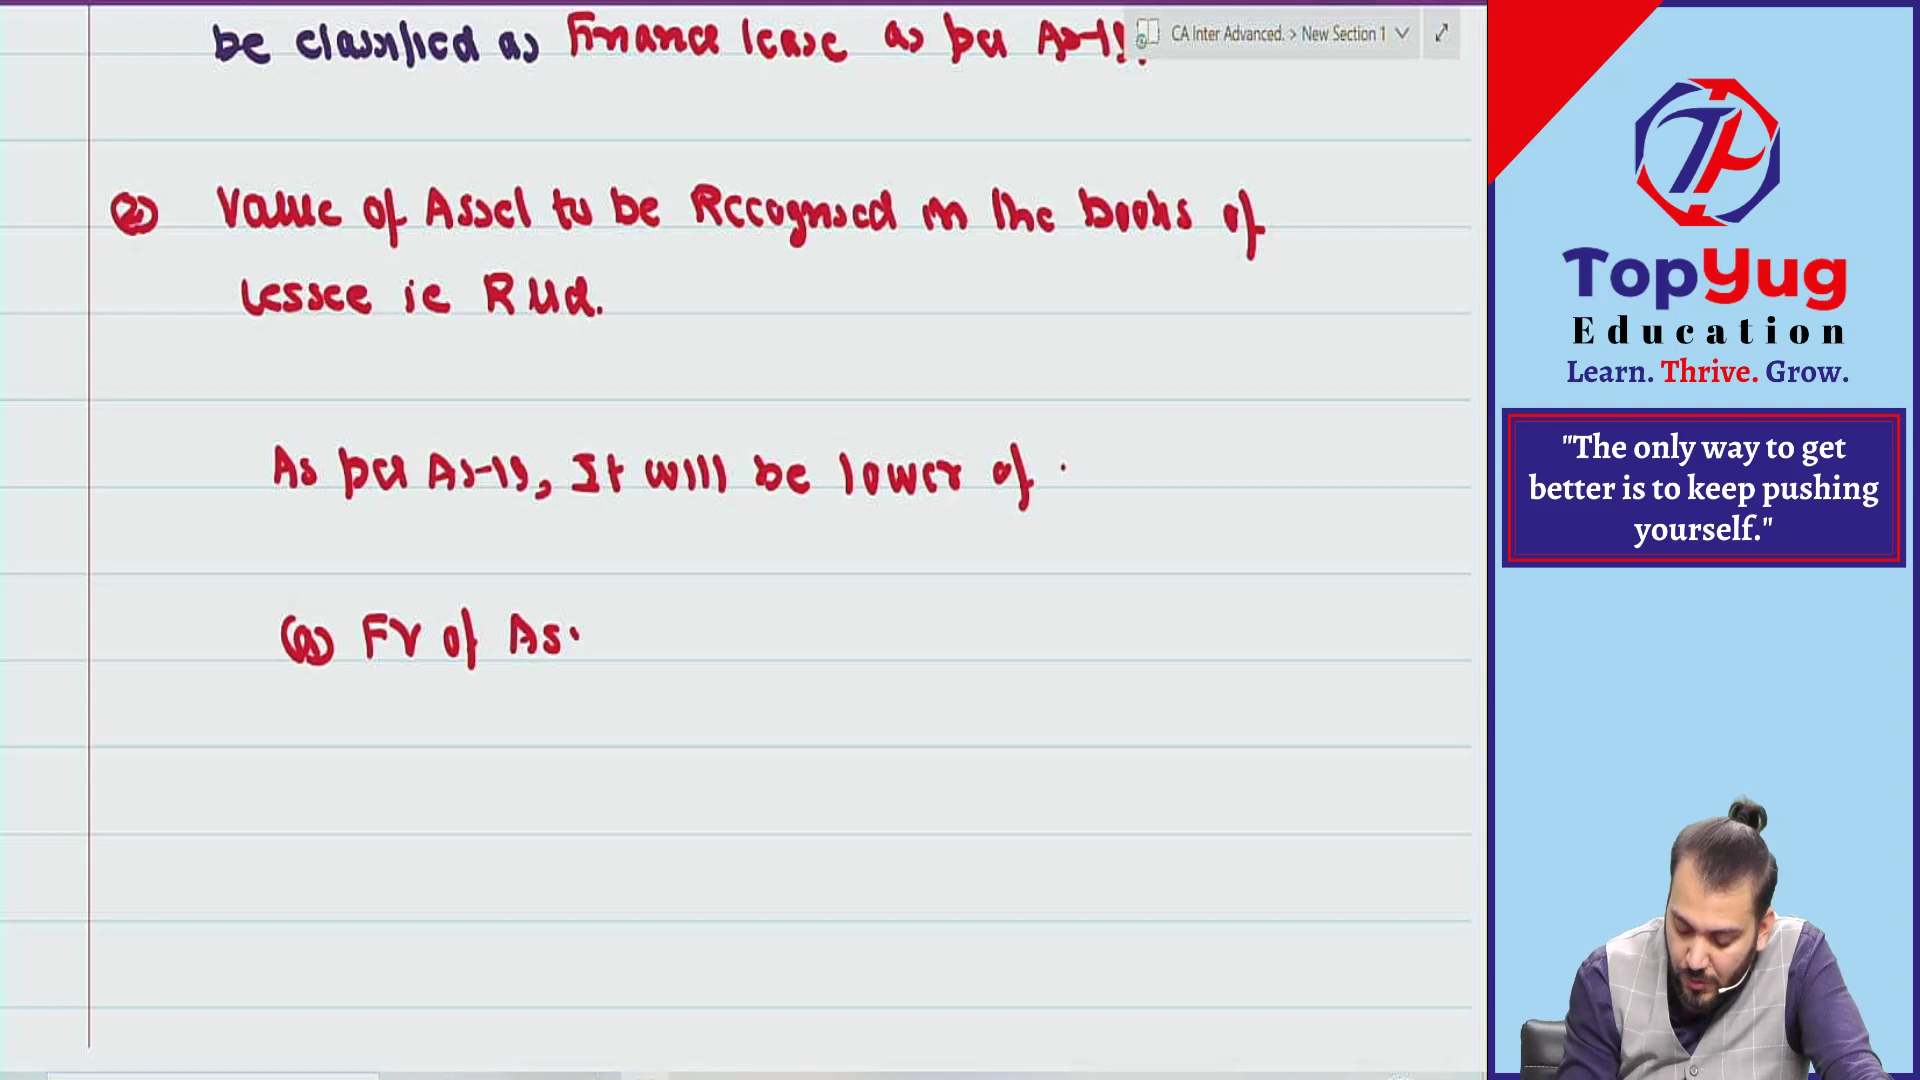 be classified as Finance lease as per AS-19.
CA Inter Advanced. > New Section 1
② Value of Asset to be Recognised in the books of
Lessee ie R Ltd.
As per AS-19, It will be lower of
(a) FV of As
TopYug
Education
Learn. Thrive. Grow.
"The only way to get
better is to keep pushing
yourself."